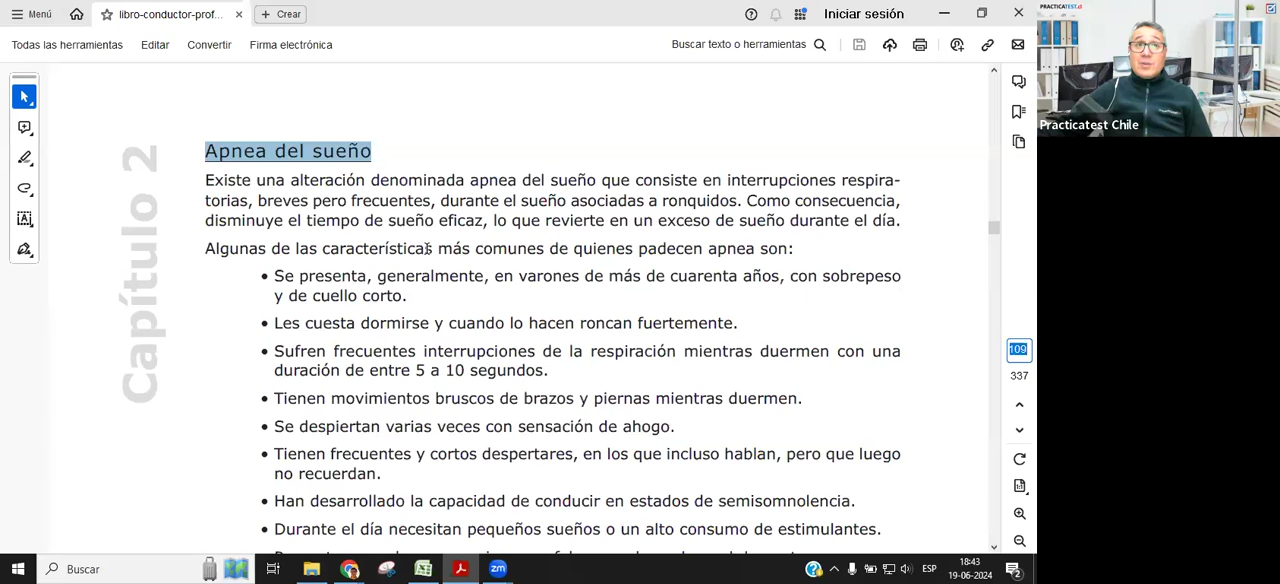 Menú
libro-conductor-prof...
Crear
Iniciar sesión
Todas las herramientas
Editar
Convertir
Firma electrónica
Buscar texto o herramientas
PRACTICATEST.cl
Practicatest Chile
Capítulo 2
Apnea del sueño
Existe una alteración denominada apnea del sueño que consiste en interrupciones respira-
torias, breves pero frecuentes, durante el sueño asociadas a ronquidos. Como consecuencia,
disminuye el tiempo de sueño eficaz, lo que revierte en un exceso de sueño durante el día.
Algunas de las características más comunes de quienes padecen apnea son:
• Se presenta, generalmente, en varones de más de cuarenta años, con sobrepeso
y de cuello corto.
• Les cuesta dormirse y cuando lo hacen roncan fuertemente.
• Sufren frecuentes interrupciones de la respiración mientras duermen con una
duración de entre 5 a 10 segundos.
• Tienen movimientos bruscos de brazos y piernas mientras duermen.
• Se despiertan varias veces con sensación de ahogo.
• Tienen frecuentes y cortos despertares, en los que incluso hablan, pero que luego
no recuerdan.
• Han desarrollado la capacidad de conducir en estados de semisomnolencia.
• Durante el día necesitan pequeños sueños o un alto consumo de estimulantes.
109
337
Buscar
zm
ESP
18:43
19-06-2024
2